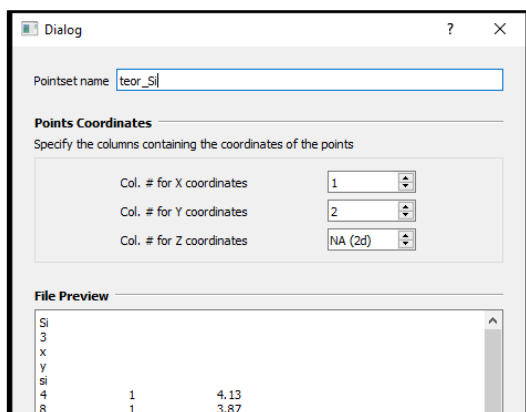 Dialog ? ×
Pointset name teor_Si
Points Coordinates
Specify the columns containing the coordinates of the points
Col. # for X coordinates 1
Col. # for Y coordinates 2
Col. # for Z coordinates NA (2d)
File Preview
Si
3
x
y
si
4 1 4.13
8 1 3.87